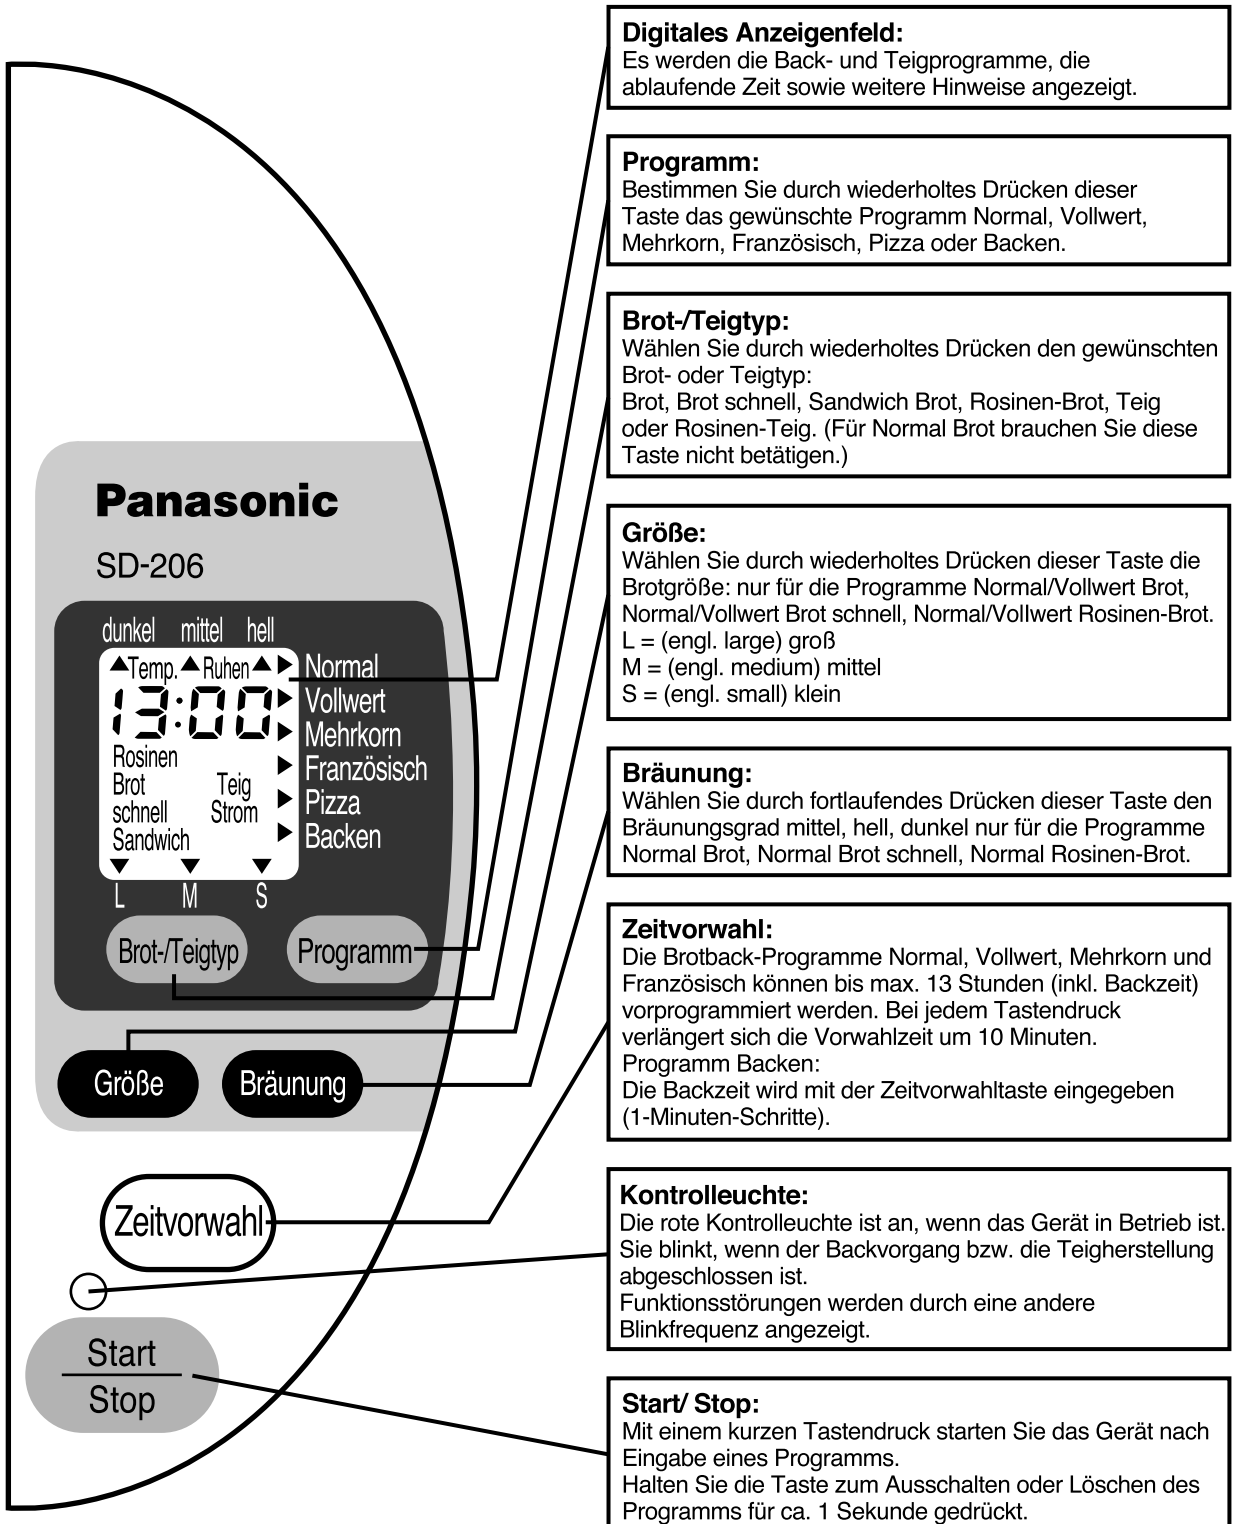 Digitales Anzeigenfeld:
Es werden die Back- und Teigprogramme, die
ablaufende Zeit sowie weitere Hinweise angezeigt.
Programm:
Bestimmen Sie durch wiederholtes Drücken dieser
Taste das gewünschte Programm Normal, Vollwert,
Mehrkorn, Französisch, Pizza oder Backen.
Brot-/Teigtyp:
Wählen Sie durch wiederholtes Drücken den gewünschten
Brot- oder Teigtyp:
Brot, Brot schnell, Sandwich Brot, Rosinen-Brot, Teig
oder Rosinen-Teig. (Für Normal Brot brauchen Sie diese
Taste nicht betätigen.)
Größe:
Wählen Sie durch wiederholtes Drücken dieser Taste die
Brotgröße: nur für die Programme Normal/Vollwert Brot,
Normal/Vollwert Brot schnell, Normal/Vollwert Rosinen-Brot.
L = (engl. large) groß
M = (engl. medium) mittel
S = (engl. small) klein
Bräunung:
Wählen Sie durch fortlaufendes Drücken dieser Taste den
Bräunungsgrad mittel, hell, dunkel nur für die Programme
Normal Brot, Normal Brot schnell, Normal Rosinen-Brot.
Zeitvorwahl:
Die Brotback-Programme Normal, Vollwert, Mehrkorn und
Französisch können bis max. 13 Stunden (inkl. Backzeit)
vorprogrammiert werden. Bei jedem Tastendruck
verlängert sich die Vorwahlzeit um 10 Minuten.
Programm Backen:
Die Backzeit wird mit der Zeitvorwahltaste eingegeben
(1-Minuten-Schritte).
Kontrolleuchte:
Die rote Kontrolleuchte ist an, wenn das Gerät in Betrieb ist.
Sie blinkt, wenn der Backvorgang bzw. die Teigherstellung
abgeschlossen ist.
Funktionsstörungen werden durch eine andere
Blinkfrequenz angezeigt.
Start/ Stop:
Mit einem kurzen Tastendruck starten Sie das Gerät nach
Eingabe eines Programms.
Halten Sie die Taste zum Ausschalten oder Löschen des
Programms für ca. 1 Sekunde gedrückt.
Panasonic
SD-206
dunkel mittel hell
▲Temp.▲Ruhen▲▶ Normal
13:00
▶ Vollwert
▶ Mehrkorn
Rosinen
▶ Französisch
Brot Teig
▶ Pizza
schnell Strom
Sandwich ▶ Backen
▼ ▼ ▼
L M S
Brot-/Teigtyp Programm
Größe Bräunung
Zeitvorwahl
Start
Stop